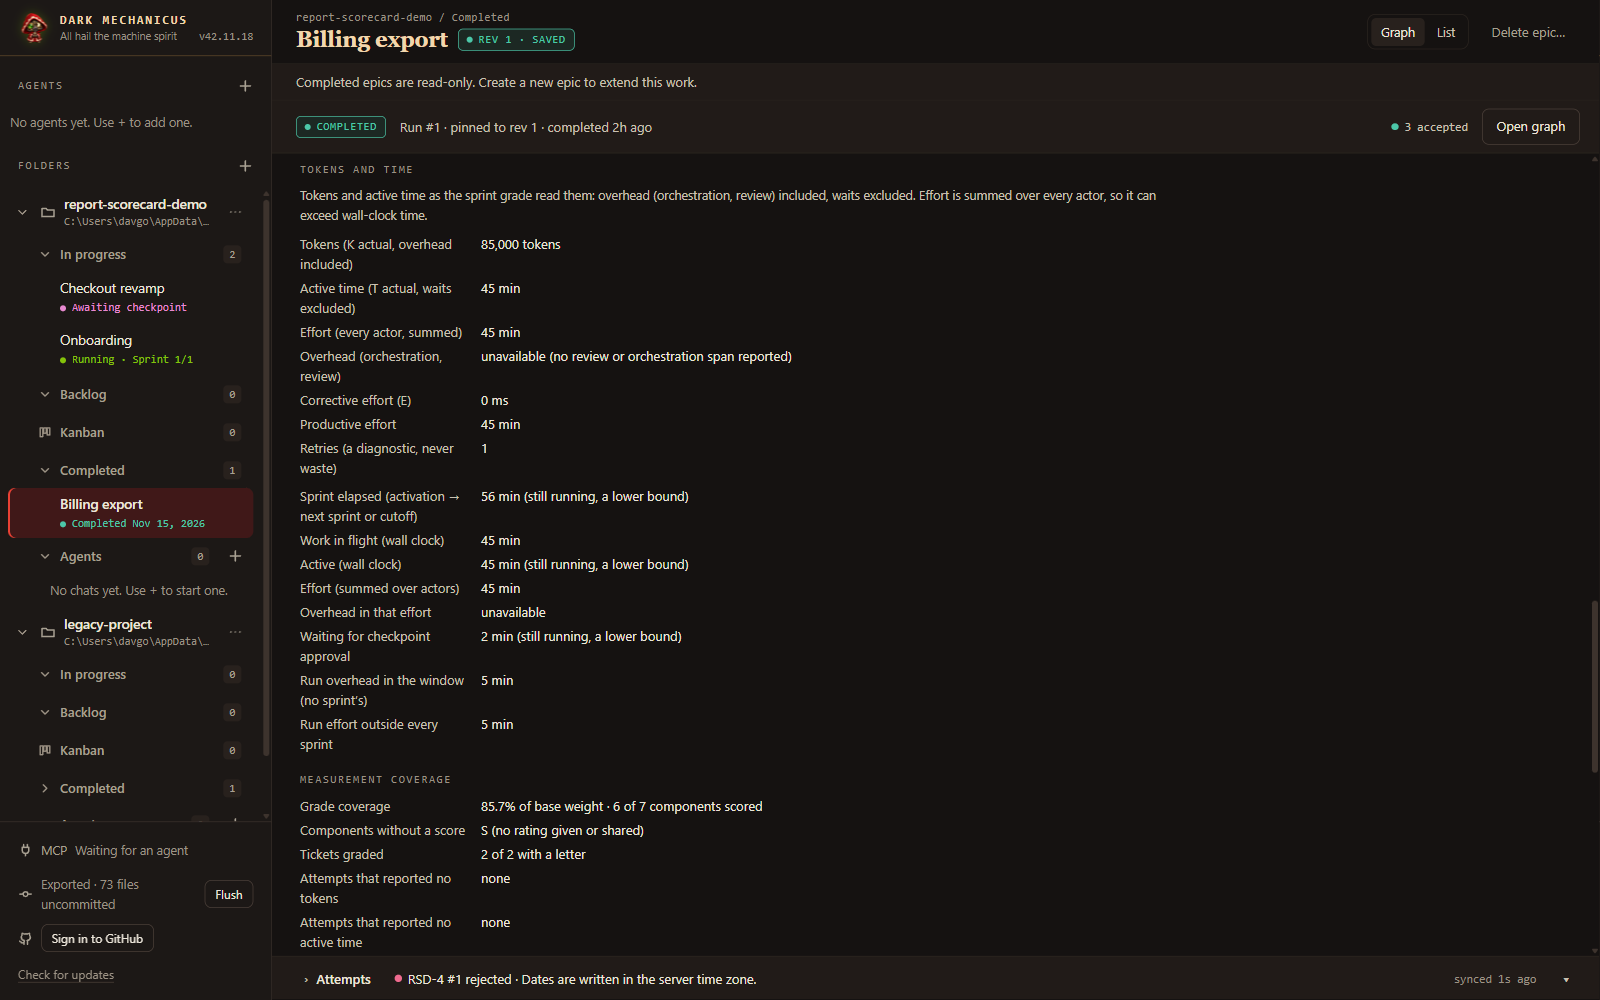 DARK MECHANICUS
All hail the machine spirit v42.11.18
AGENTS
No agents yet. Use + to add one.
FOLDERS
report-scorecard-demo
C:\Users\davgo\AppData\…
In progress 2
Checkout revamp
Awaiting checkpoint
Onboarding
Running · Sprint 1/1
Backlog 0
Kanban 0
Completed 1
Billing export
Completed Nov 15, 2026
Agents 0
No chats yet. Use + to start one.
legacy-project
C:\Users\davgo\AppData\…
In progress 0
Backlog 0
Kanban 0
Completed 1
MCP Waiting for an agent
Exported · 73 files
uncommitted
Flush
Sign in to GitHub
Check for updates
report-scorecard-demo / Completed
Billing export REV 1 · SAVED
Graph List Delete epic…
Completed epics are read-only. Create a new epic to extend this work.
COMPLETED Run #1 · pinned to rev 1 · completed 2h ago 3 accepted Open graph
TOKENS AND TIME
Tokens and active time as the sprint grade read them: overhead (orchestration, review) included, waits excluded. Effort is summed over every actor, so it can
exceed wall-clock time.
Tokens (K actual, overhead 85,000 tokens
included)
Active time (T actual, waits 45 min
excluded)
Effort (every actor, summed) 45 min
Overhead (orchestration, unavailable (no review or orchestration span reported)
review)
Corrective effort (E) 0 ms
Productive effort 45 min
Retries (a diagnostic, never 1
waste)
Sprint elapsed (activation → 56 min (still running, a lower bound)
next sprint or cutoff)
Work in flight (wall clock) 45 min
Active (wall clock) 45 min (still running, a lower bound)
Effort (summed over actors) 45 min
Overhead in that effort unavailable
Waiting for checkpoint 2 min (still running, a lower bound)
approval
Run overhead in the window 5 min
(no sprint's)
Run effort outside every 5 min
sprint
MEASUREMENT COVERAGE
Grade coverage 85.7% of base weight · 6 of 7 components scored
Components without a score S (no rating given or shared)
Tickets graded 2 of 2 with a letter
Attempts that reported no none
tokens
Attempts that reported no none
active time
Attempts RSD-4 #1 rejected · Dates are written in the server time zone. synced 1s ago